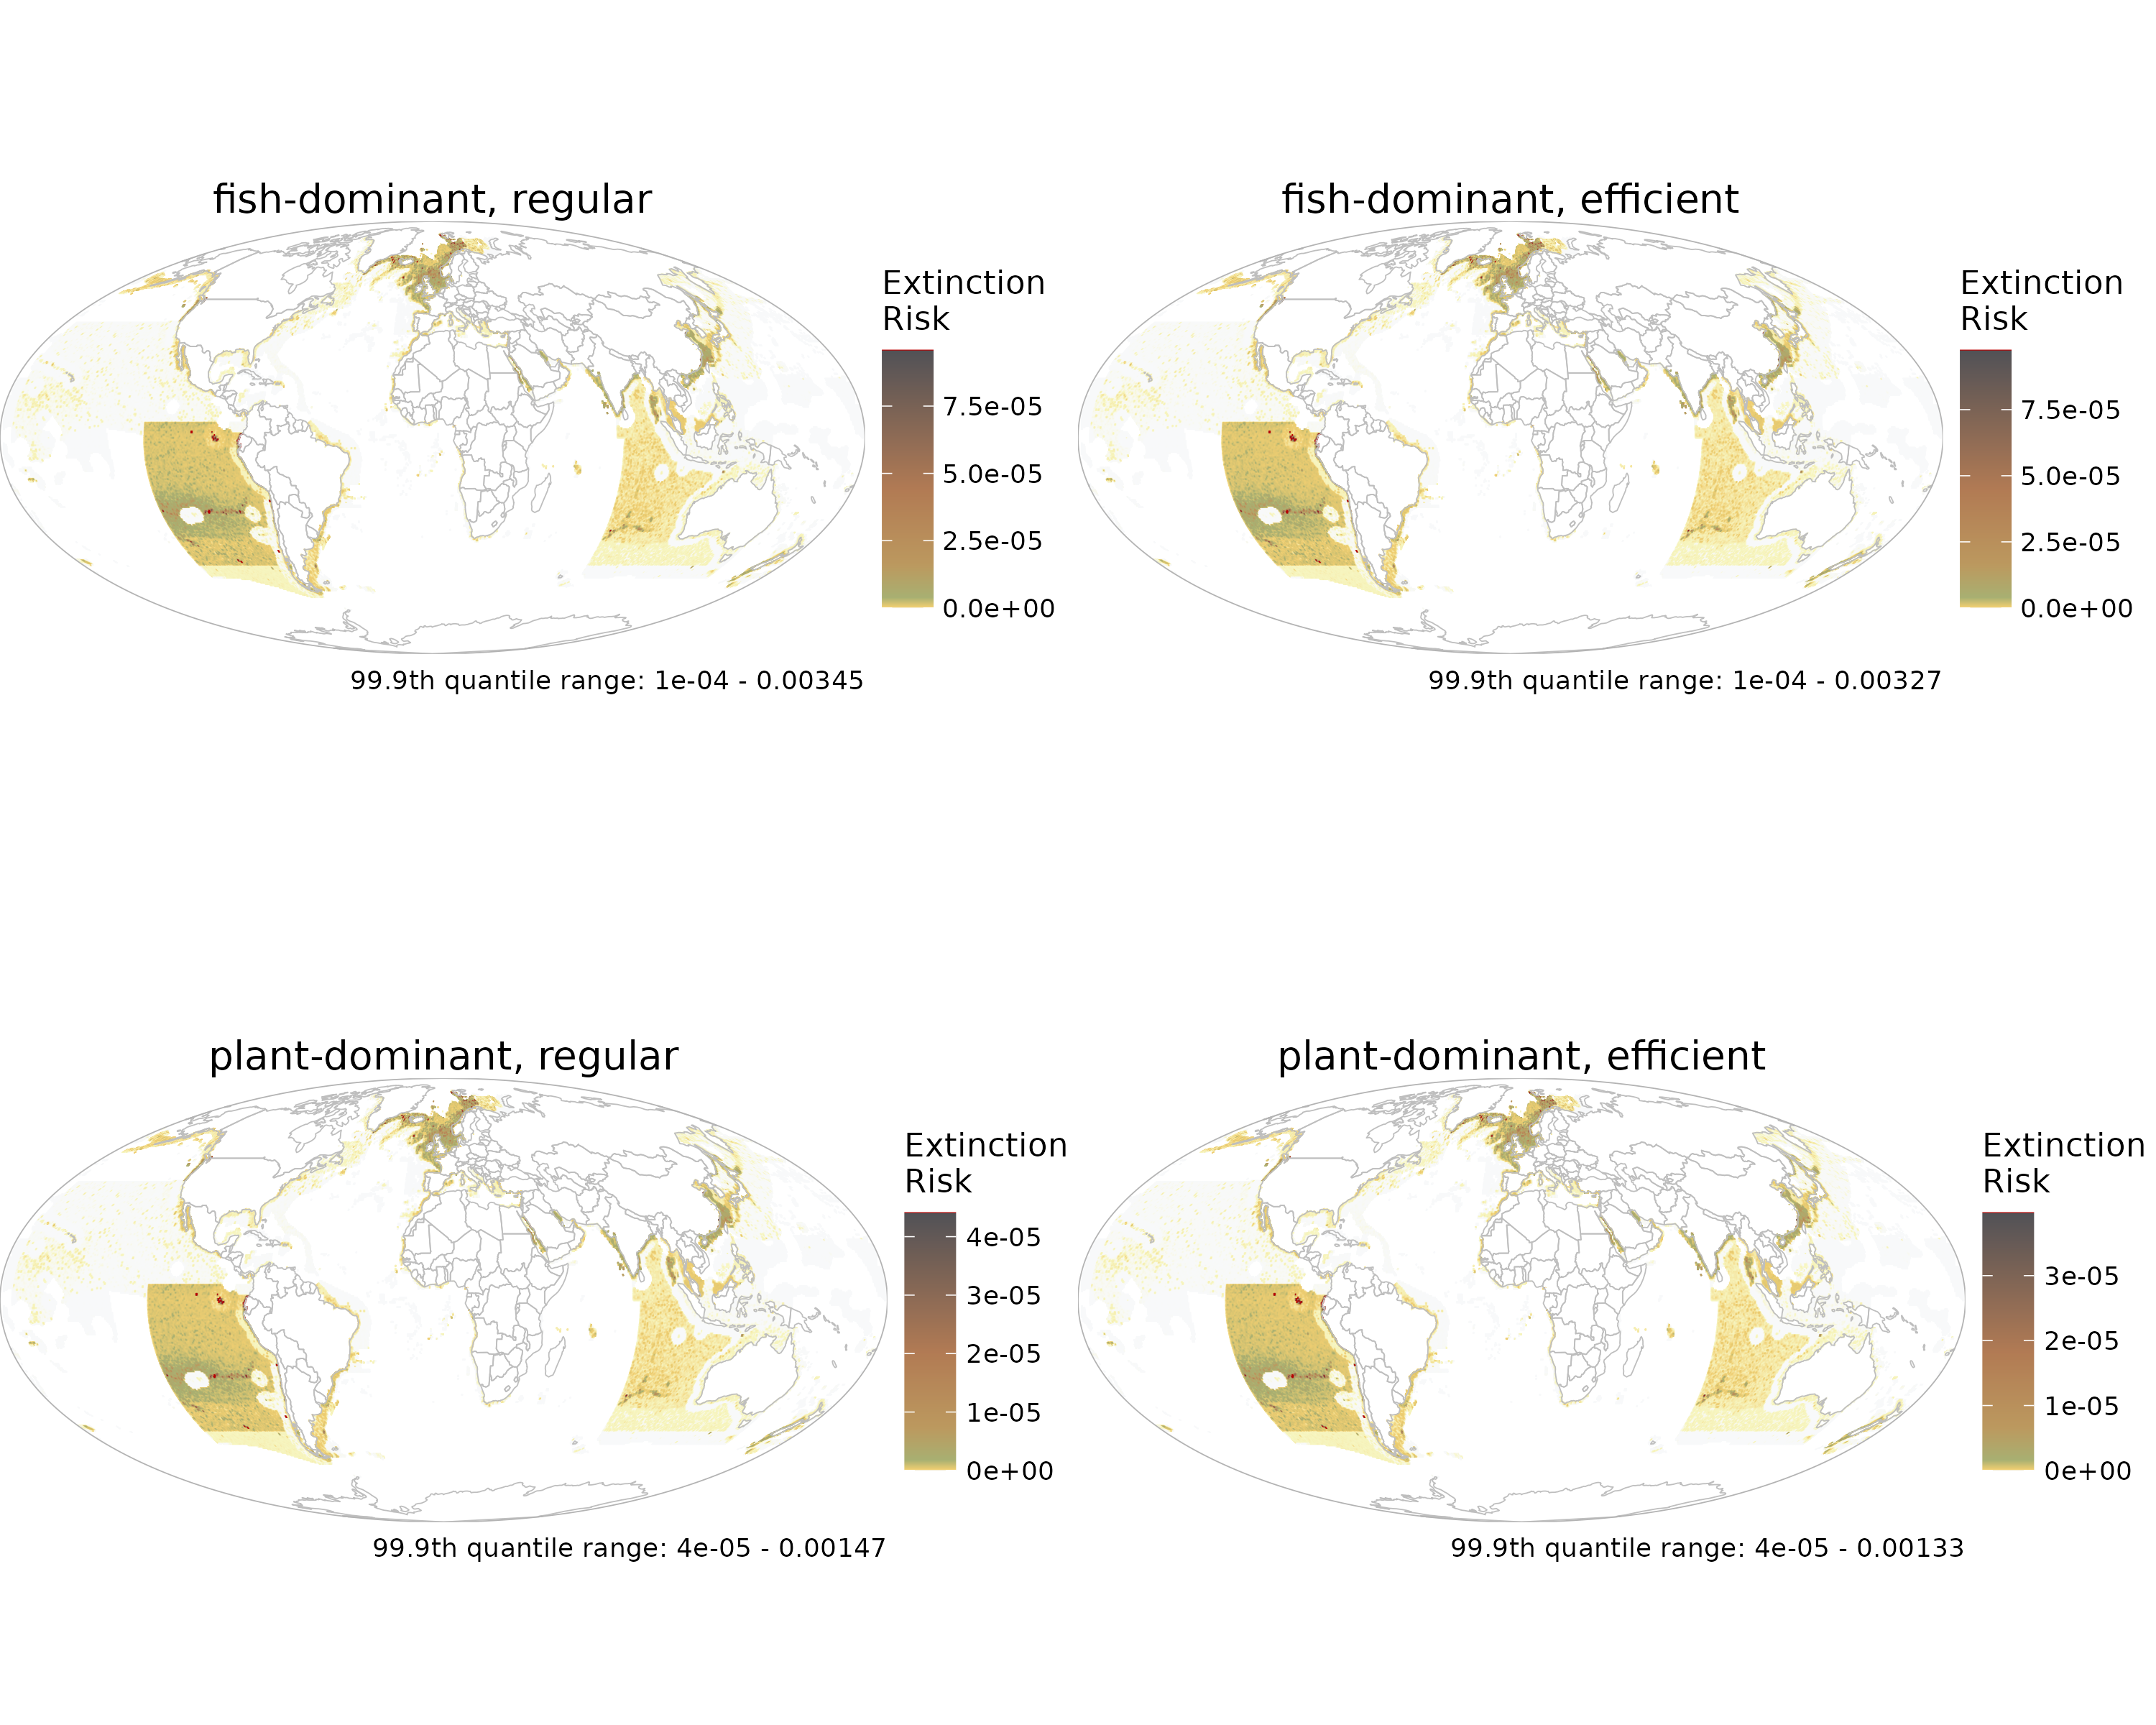 fish-dominant, regular
Extinction
Risk
7.5e-05
5.0e-05
2.5e-05
0.0e+00
99.9th quantile range: 1e-04 - 0.00345
fish-dominant, efficient
Extinction
Risk
7.5e-05
5.0e-05
2.5e-05
0.0e+00
99.9th quantile range: 1e-04 - 0.00327
plant-dominant, regular
Extinction
Risk
4e-05
3e-05
2e-05
1e-05
0e+00
99.9th quantile range: 4e-05 - 0.00147
plant-dominant, efficient
Extinction
Risk
3e-05
2e-05
1e-05
0e+00
99.9th quantile range: 4e-05 - 0.00133